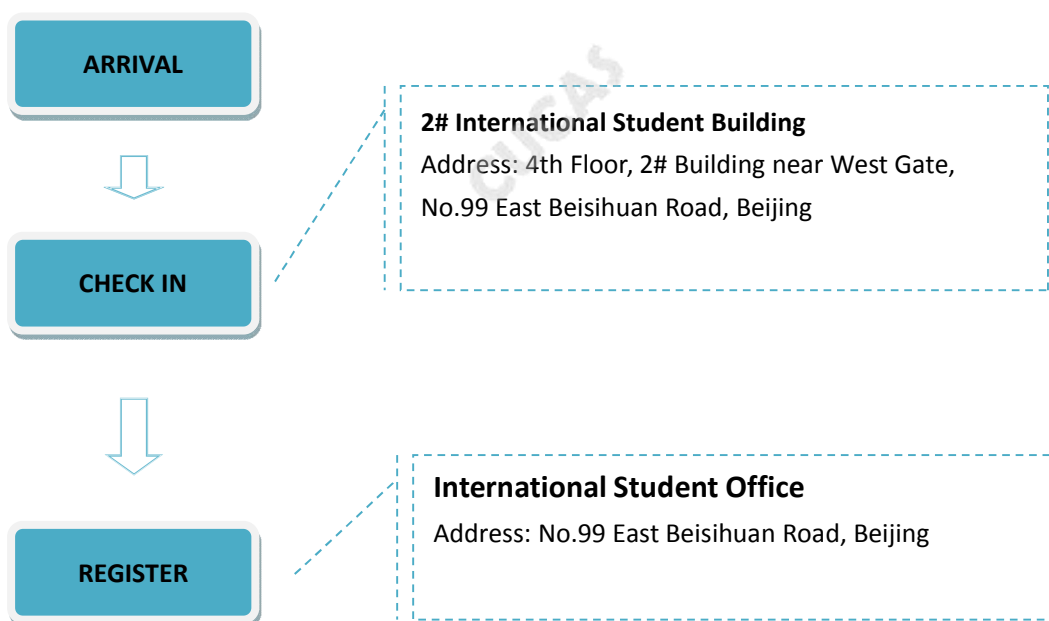 ARRIVAL
CUCAS
2# International Student Building
Address: 4th Floor, 2# Building near West Gate,
No.99 East Beisihuan Road, Beijing
CHECK IN
International Student Office
Address: No.99 East Beisihuan Road, Beijing
REGISTER